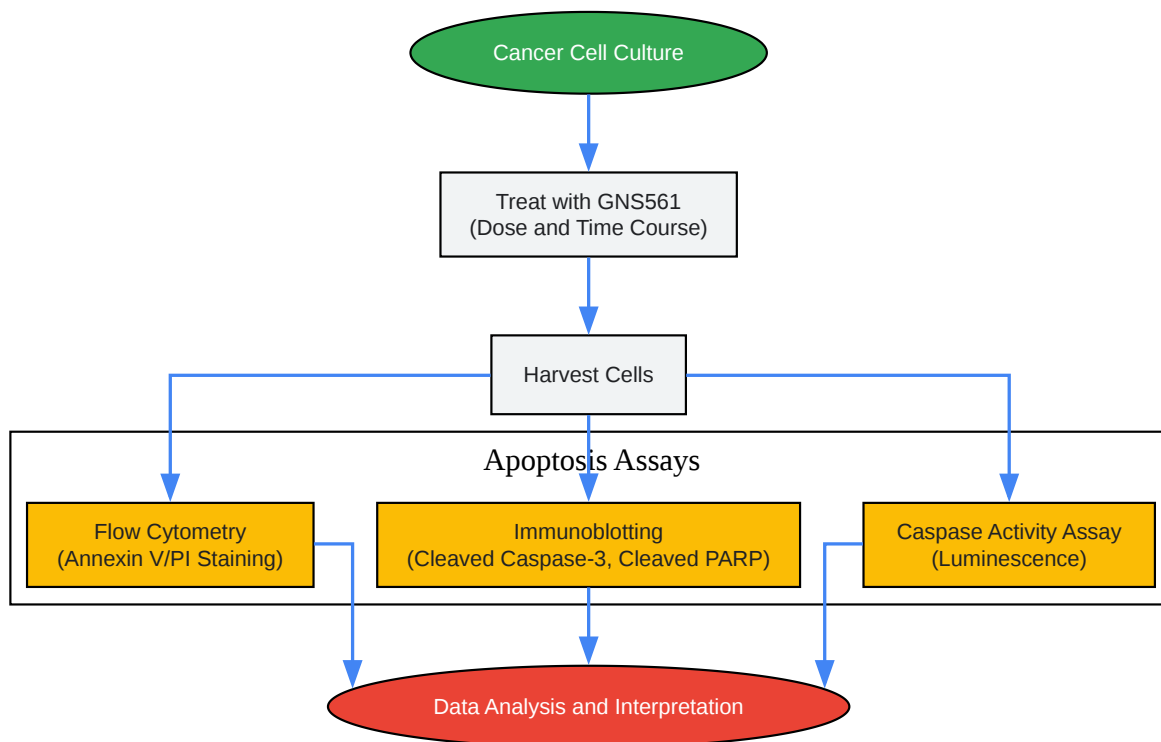 Cancer Cell Culture
Treat with GNS561
(Dose and Time Course)
Harvest Cells
Apoptosis Assays
Flow Cytometry
(Annexin V/PI Staining)
Immunoblotting
(Cleaved Caspase-3, Cleaved PARP)
Caspase Activity Assay
(Luminescence)
Data Analysis and Interpretation